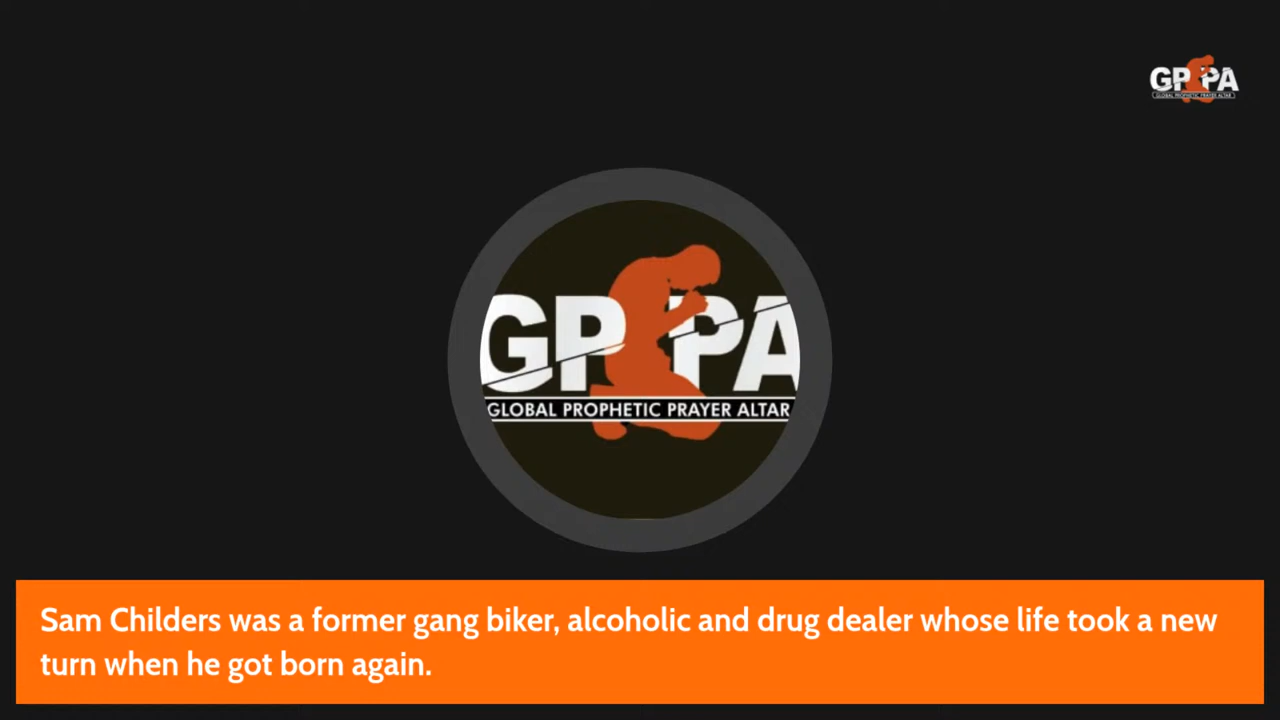 GPPA
GLOBAL PROPHETIC PRAYER ALTAR
GPPA
GLOBAL PROPHETIC PRAYER ALTAR
Sam Childers was a former gang biker, alcoholic and drug dealer whose life took a new
turn when he got born again.